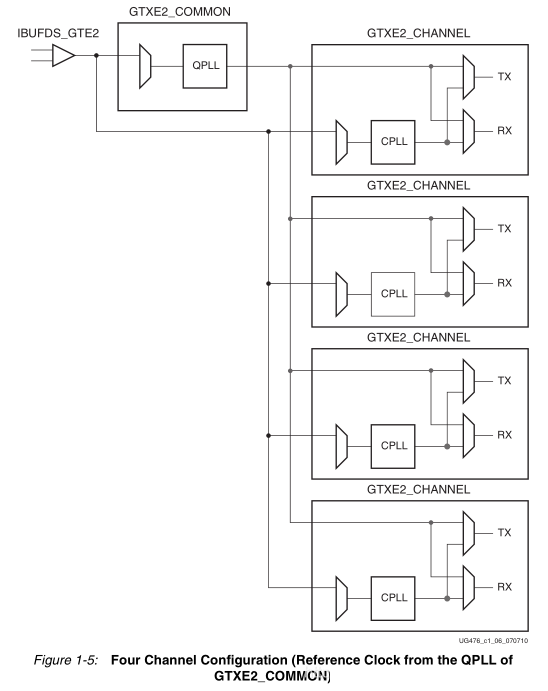 GTXE2_COMMON
IBUFDS_GTE2
GTXE2_CHANNEL
QPLL
TX
RX
CPLL
GTXE2_CHANNEL
TX
RX
CPLL
GTXE2_CHANNEL
TX
RX
CPLL
GTXE2_CHANNEL
TX
RX
CPLL
UG476_c1_06_070710
Figure 1-5: Four Channel Configuration (Reference Clock from the QPLL of
GTXE2_COMMON)